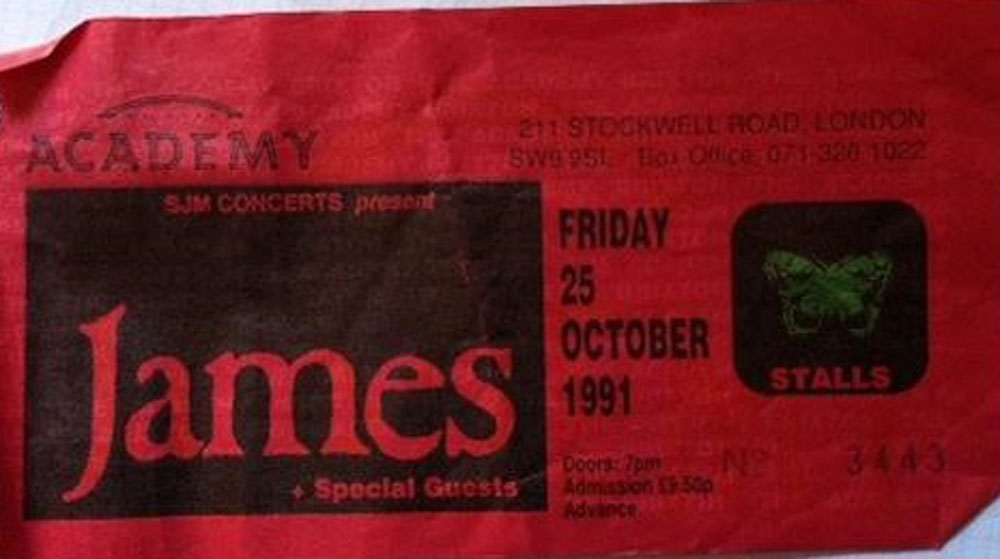 ACADEMY
211 STOCKWELL ROAD, LONDON
SW9 9SL Box Office, 071-326 1022
SJM CONCERTS present
James
+ Special Guests
FRIDAY
25
OCTOBER
1991
STALLS
Doors: 7pm
Admission £9.50p
Advance
Nº 3443